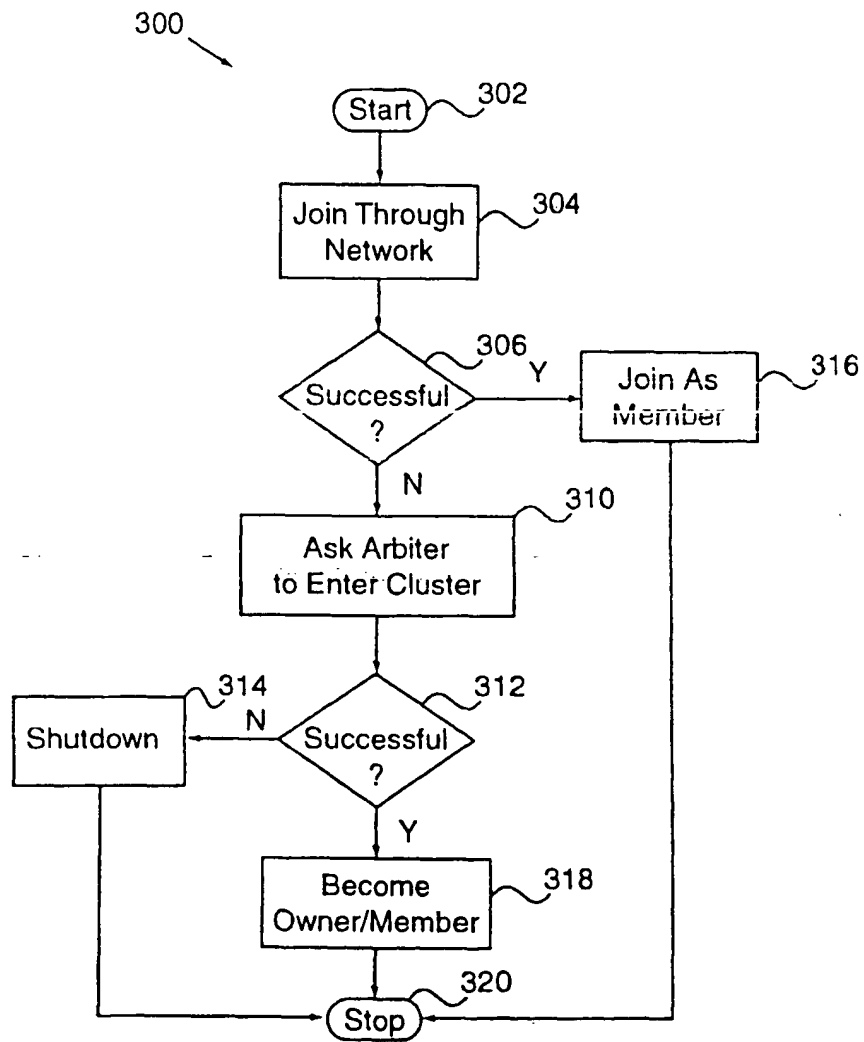 300
Start
302
Join Through
Network
304
306
Successful
?
Y
Join As
Member
316
N
310
Ask Arbiter
to Enter Cluster
314
Shutdown
N
312
Successful
?
Y
Become
Owner/Member
318
320
Stop